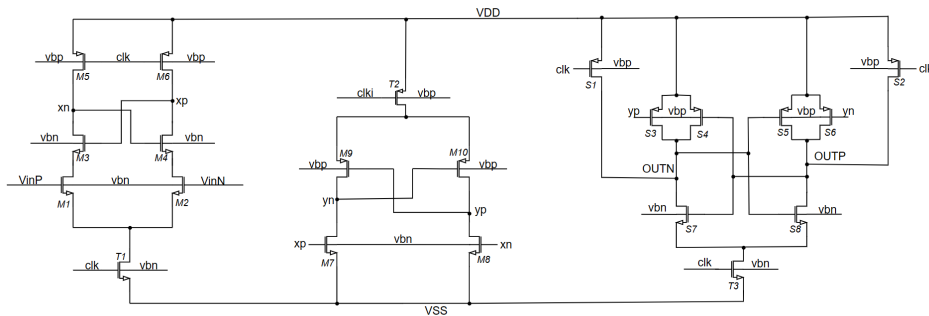 VDD
vbp clk vbp
M5 M6
xn xp
vbn vbn
M3 M4
VinP vbn VinN
M1 M2
T1
clk vbn
T2
clki vbp
M9 M10
vbp vbp
yn yp
xp vbn xn
M7 M8
VSS
clk vbp
S1
vbp clk
S2
yp vbp vbp yn
S3 S4 S5 S6
OUTN OUTP
vbn vbn
S7 S8
clk vbn
T3